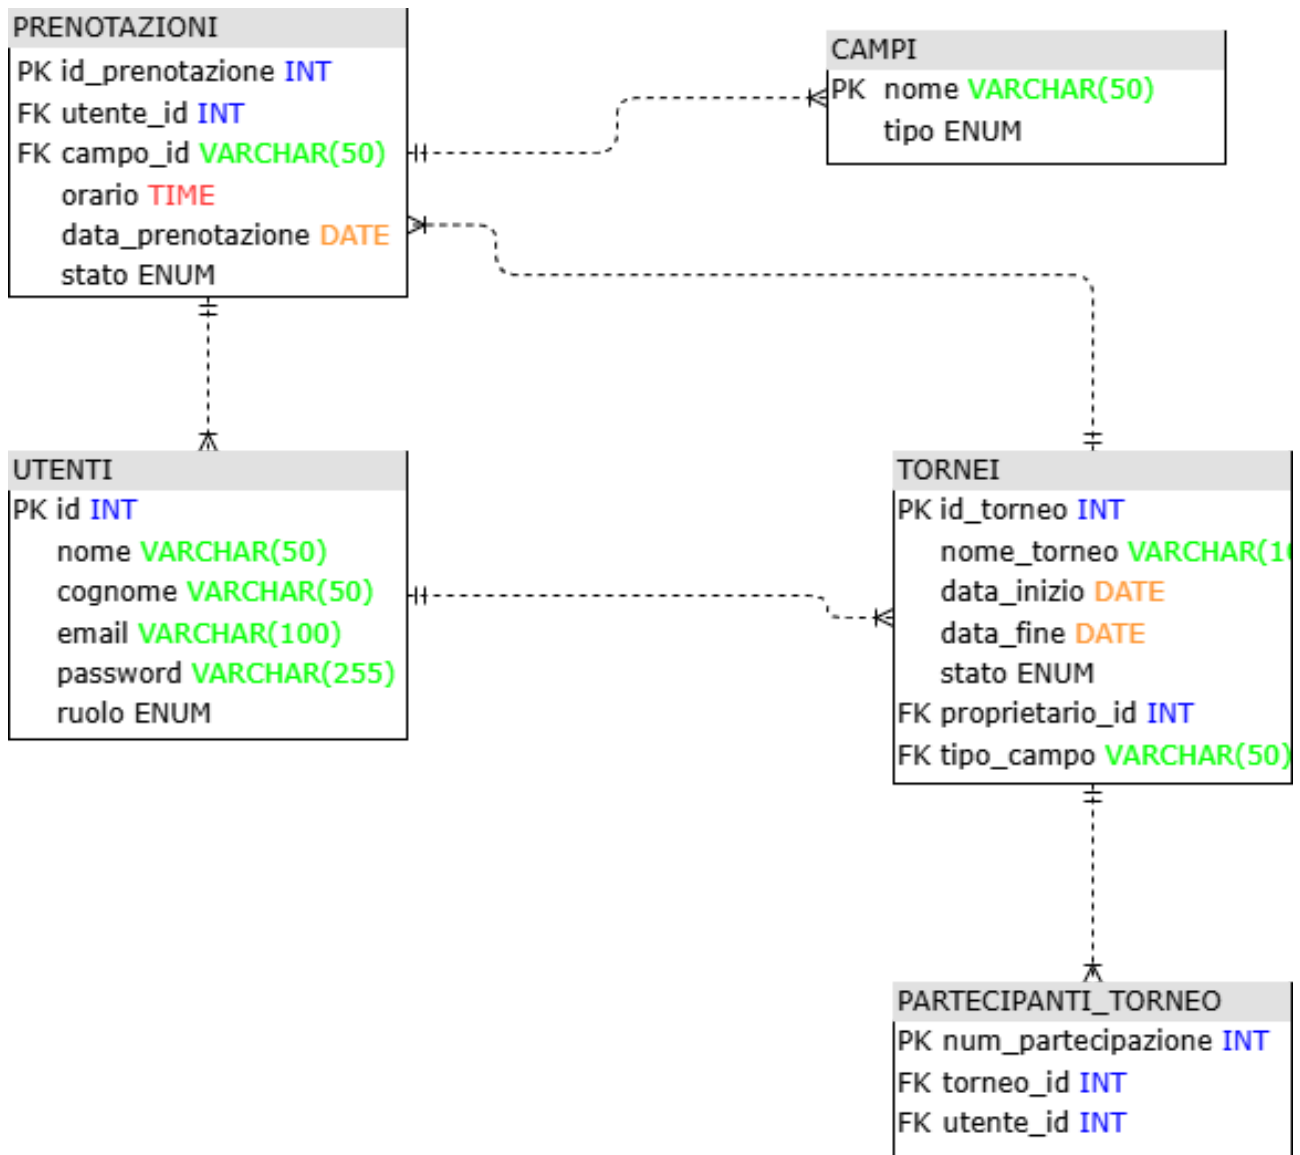 PRENOTAZIONI
PK id_prenotazione INT
FK utente_id INT
FK campo_id VARCHAR(50)
orario TIME
data_prenotazione DATE
stato ENUM
CAMPI
PK nome VARCHAR(50)
tipo ENUM
UTENTI
PK id INT
nome VARCHAR(50)
cognome VARCHAR(50)
email VARCHAR(100)
password VARCHAR(255)
ruolo ENUM
TORNEI
PK id_torneo INT
nome_torneo VARCHAR(10
data_inizio DATE
data_fine DATE
stato ENUM
FK proprietario_id INT
FK tipo_campo VARCHAR(50)
PARTECIPANTI_TORNEO
PK num_partecipazione INT
FK torneo_id INT
FK utente_id INT